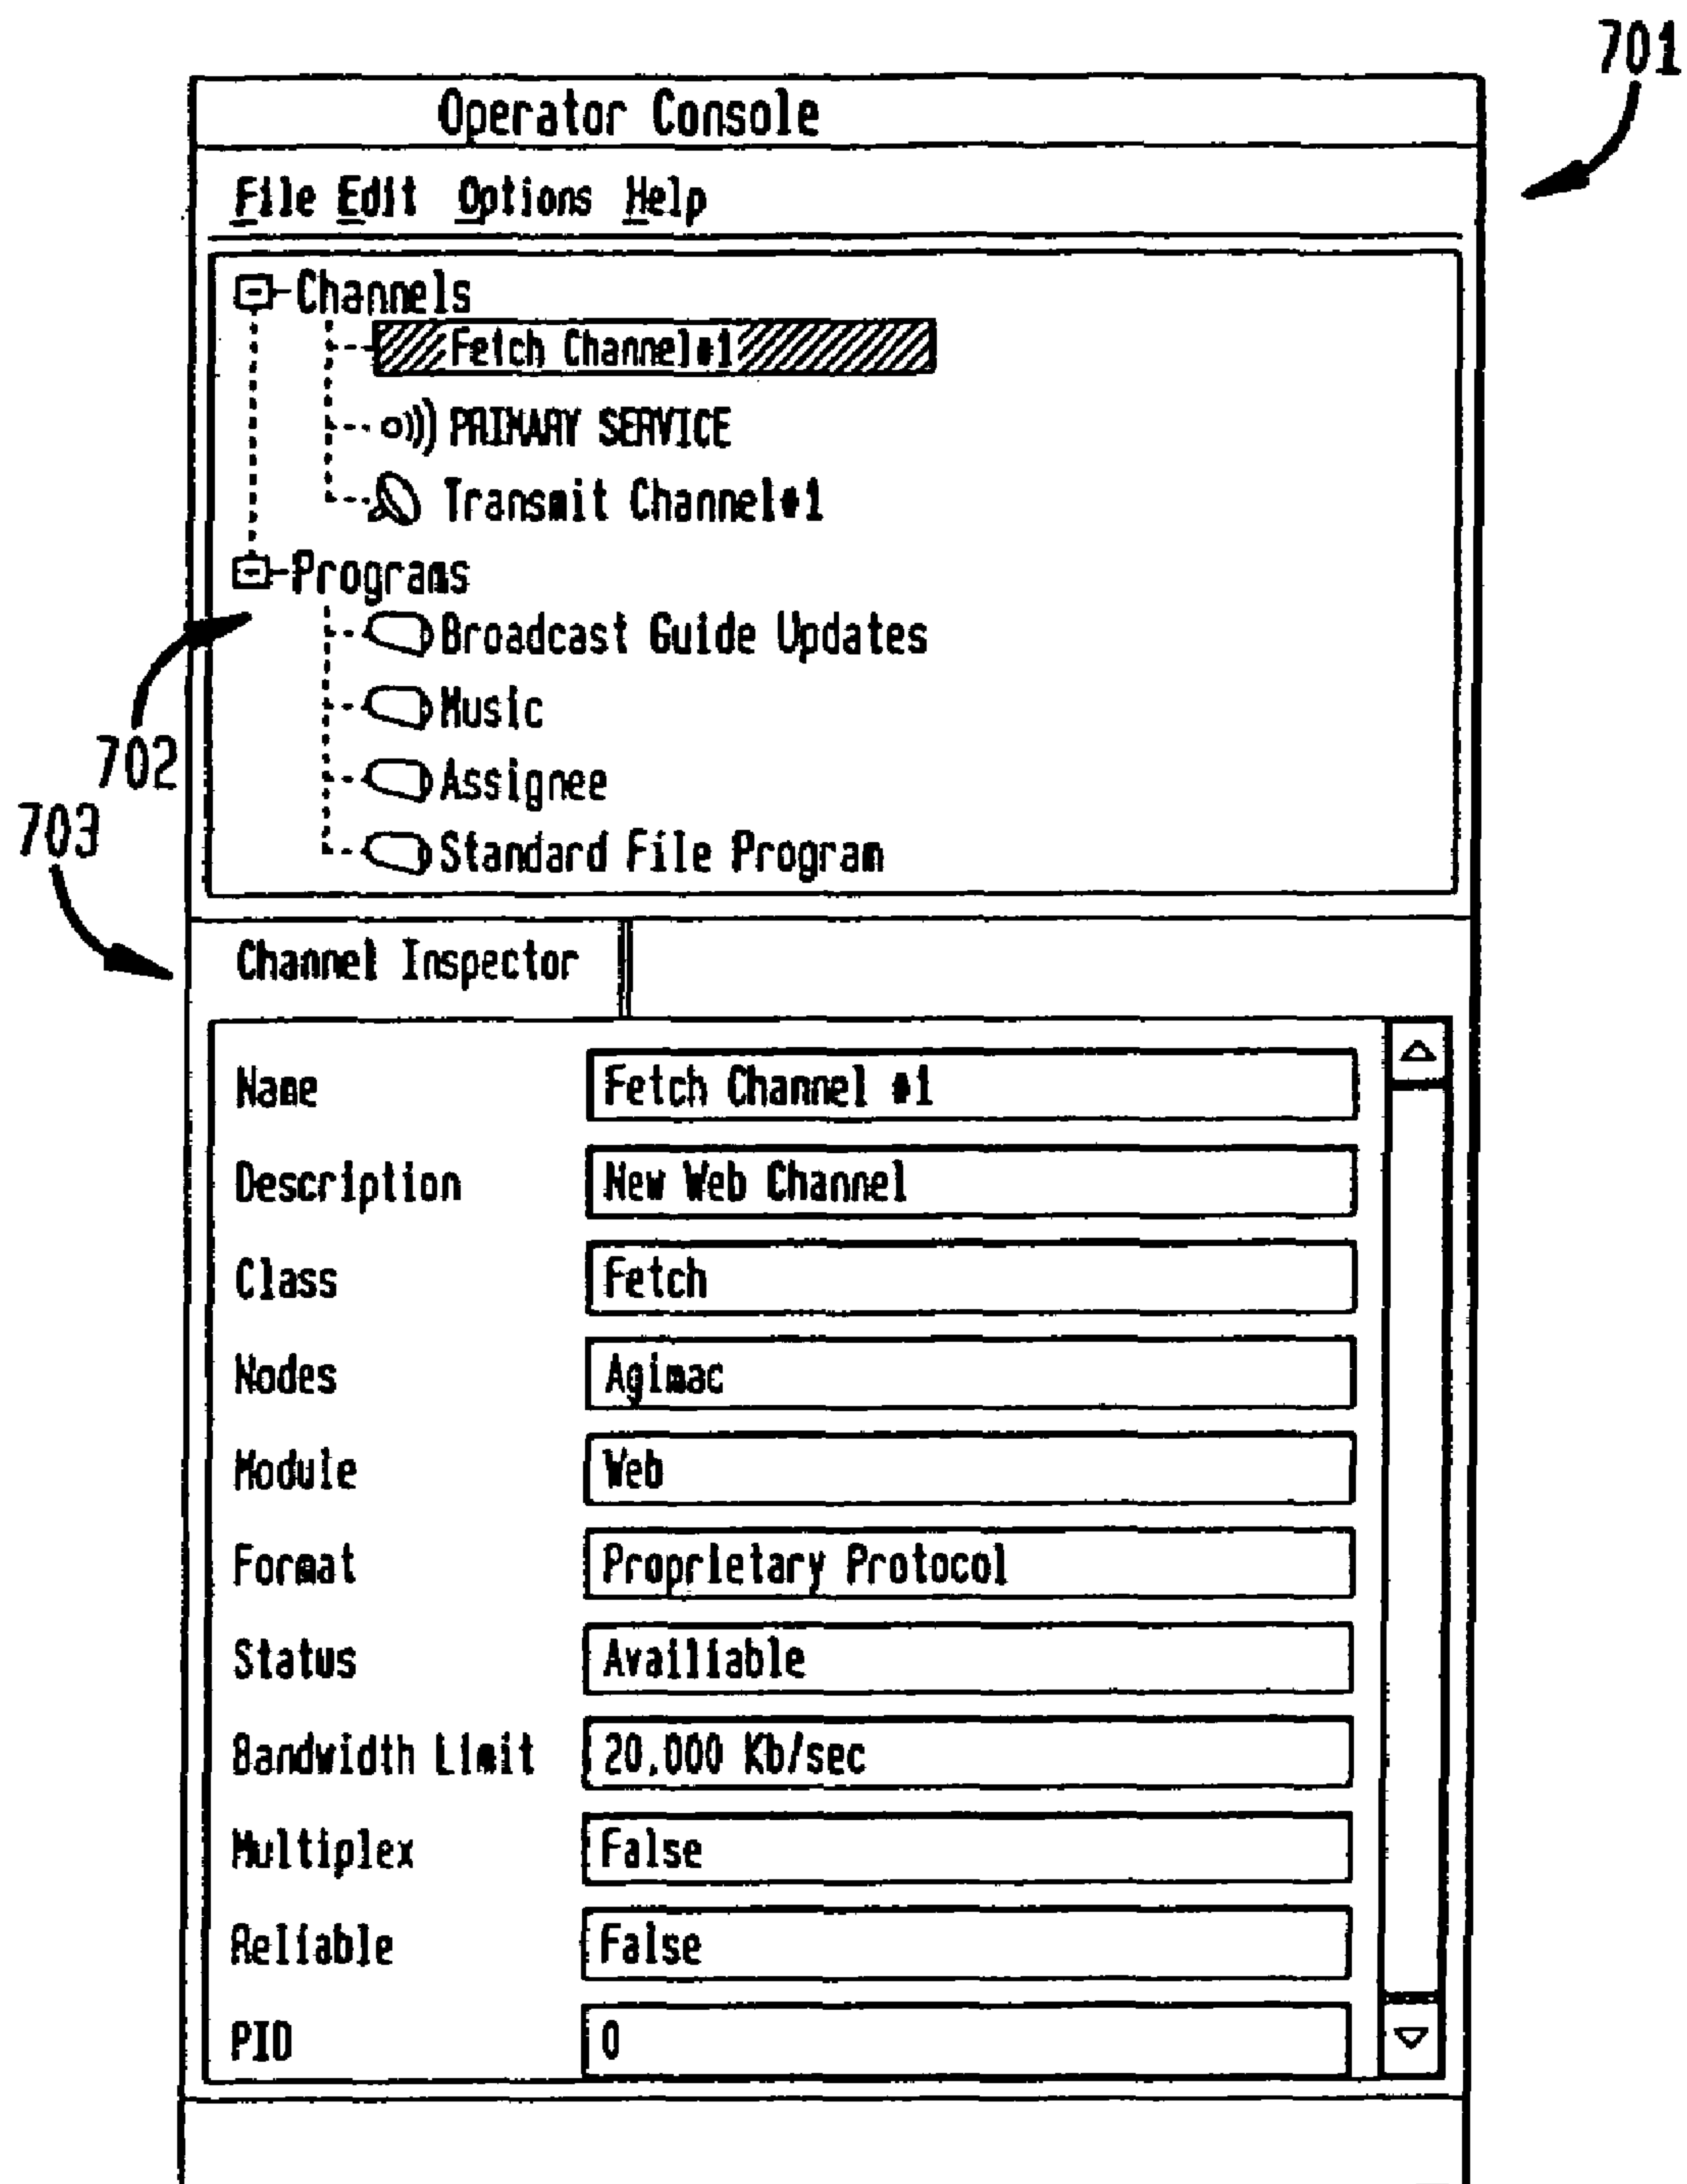 701
Operator Console
File Edit Options Help
Channels
Fetch Channel#1
PRIMARY SERVICE
Transmit Channel#1
Programs
Broadcast Guide Updates
702
Music
Assignee
703
Standard File Program
Channel Inspector
Name Fetch Channel #1
Description New Web Channel
Class Fetch
Nodes Agimac
Module Web
Format Proprietary Protocol
Status Availiable
Bandwidth Limit 20,000 Kb/sec
Multiplex False
Reliable False
PID 0